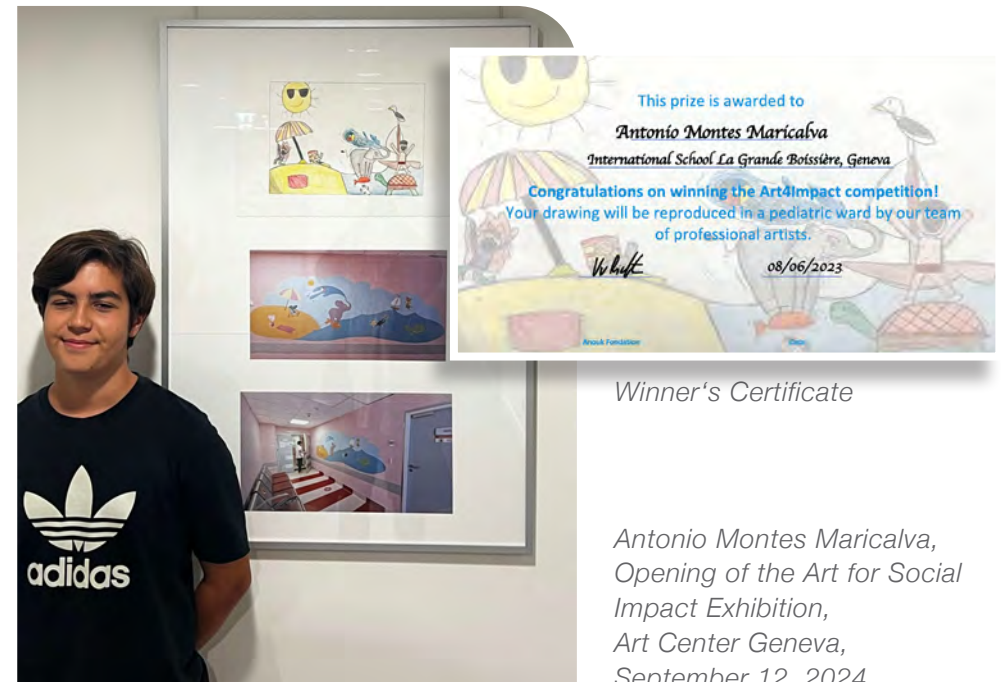 This prize is awarded to
Antonio Montes Maricalva
International School La Grande Boissière, Geneva
Congratulations on winning the Art4Impact competition!
Your drawing will be reproduced in a pediatric ward by our team
of professional artists.
08/06/2023
Anouk Fondation
adidas
Winner‘s Certificate
Antonio Montes Maricalva,
Opening of the Art for Social
Impact Exhibition,
Art Center Geneva,
September 12, 2024